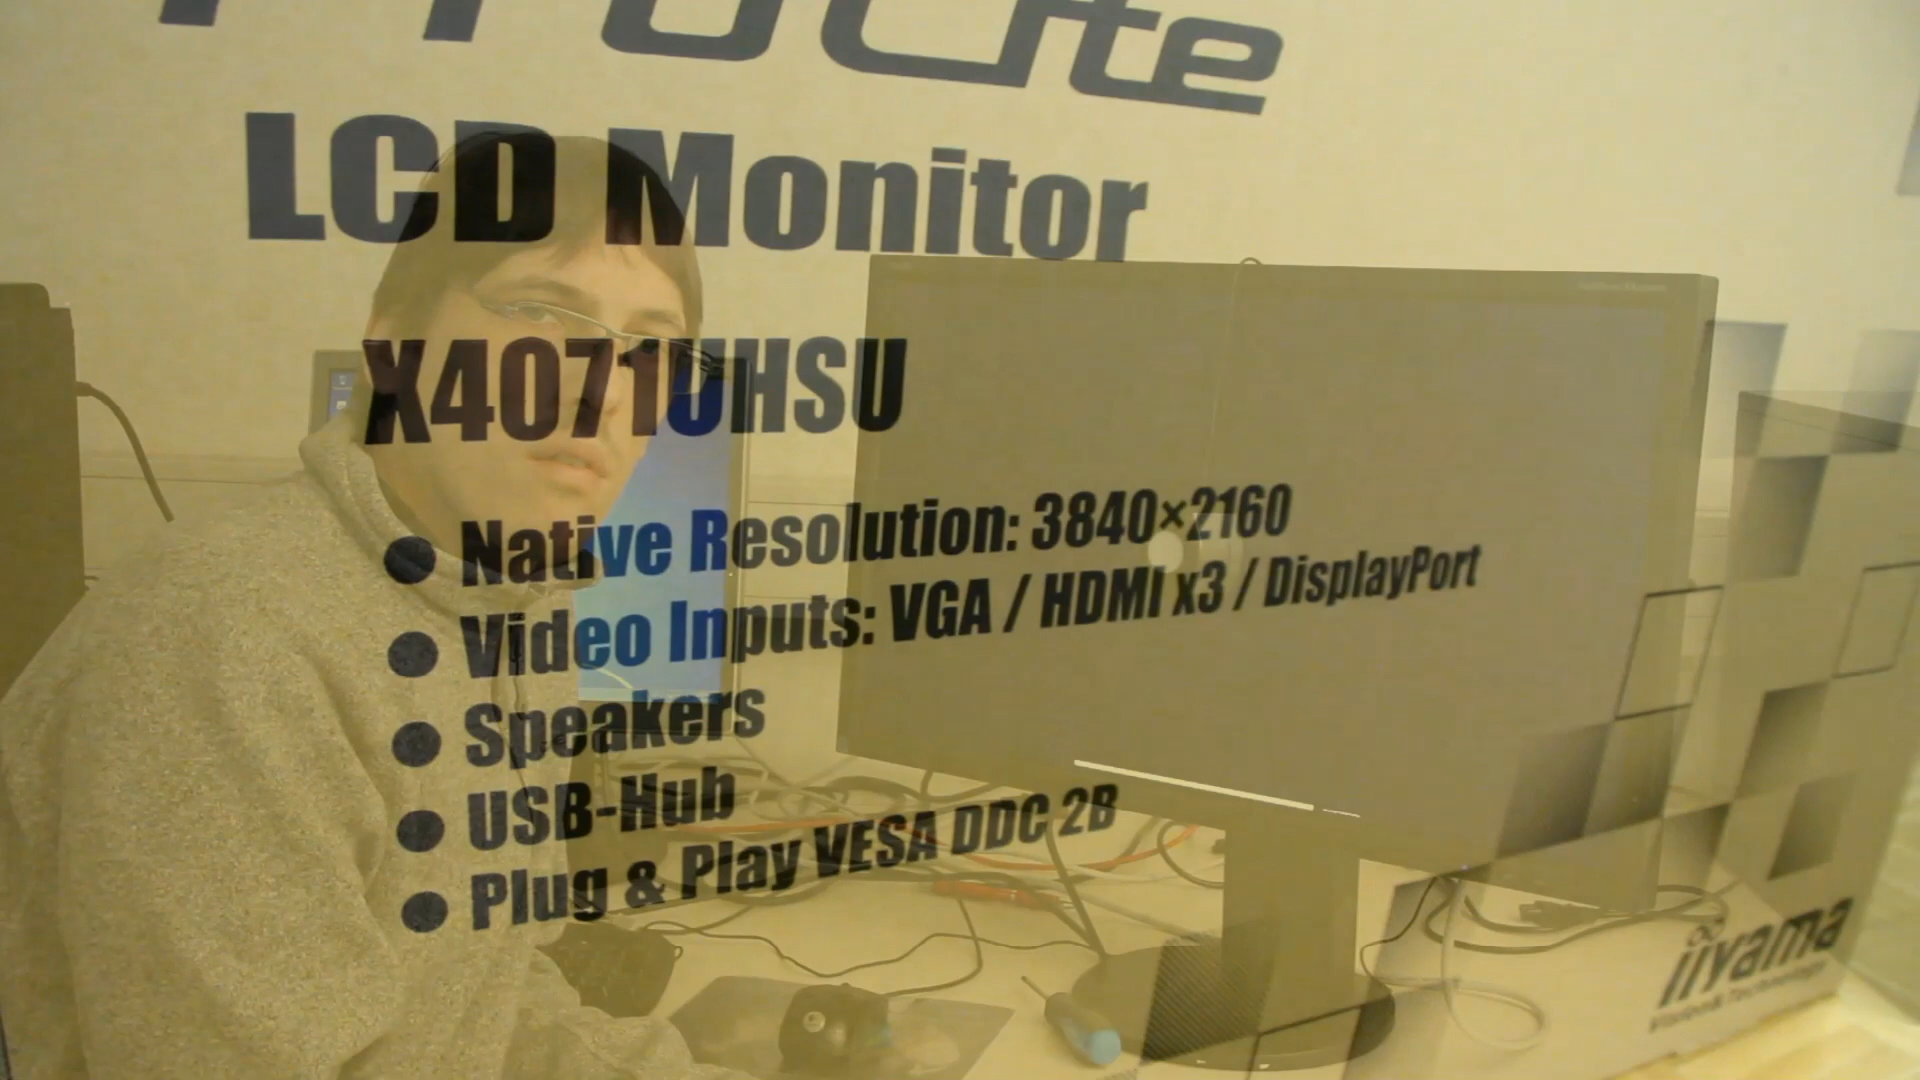 ProLite
LCD Monitor
X4071UHSU
● Native Resolution: 3840×2160
● Video Inputs: VGA / HDMI x3 / DisplayPort
● Speakers
● USB-Hub
● Plug & Play VESA DDC 2B
iiyama